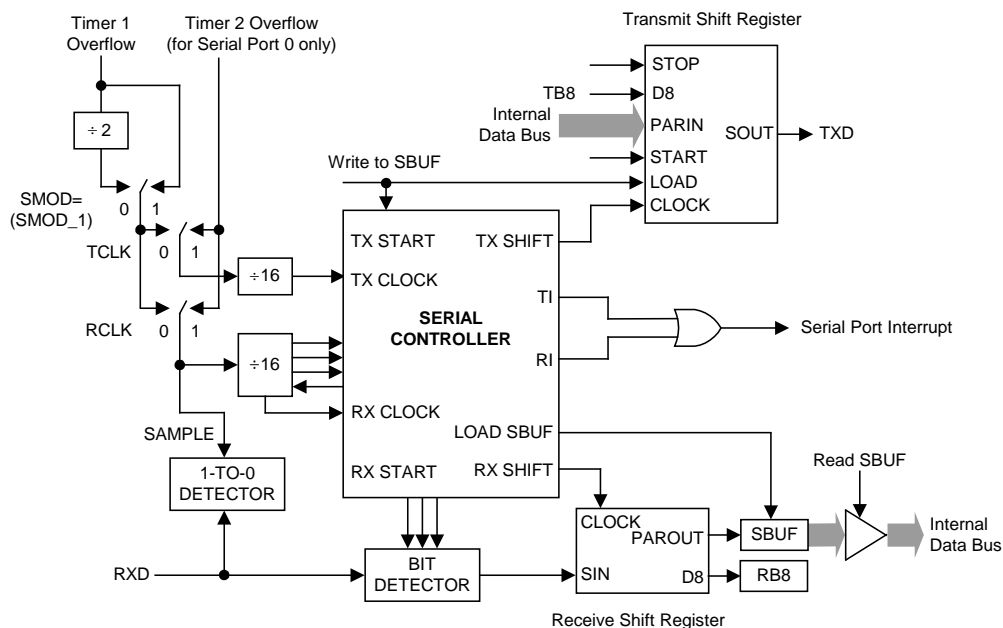 Timer 1
Overflow
Timer 2 Overflow
(for Serial Port 0 only)
Transmit Shift Register
STOP
TB8
D8
Internal
Data Bus
PARIN
SOUT
TXD
START
LOAD
CLOCK
÷ 2
Write to SBUF
SMOD=
(SMOD_1)
0 1
TCLK
0 1
÷16
RCLK
0 1
÷16
TX START
TX SHIFT
TX CLOCK
TI
SERIAL
CONTROLLER
RI
Serial Port Interrupt
RX CLOCK
LOAD SBUF
RX START
RX SHIFT
SAMPLE
1-TO-0
DETECTOR
Read SBUF
CLOCK
PAROUT
SBUF
Internal
Data Bus
RXD
BIT
DETECTOR
SIN
D8
RB8
Receive Shift Register